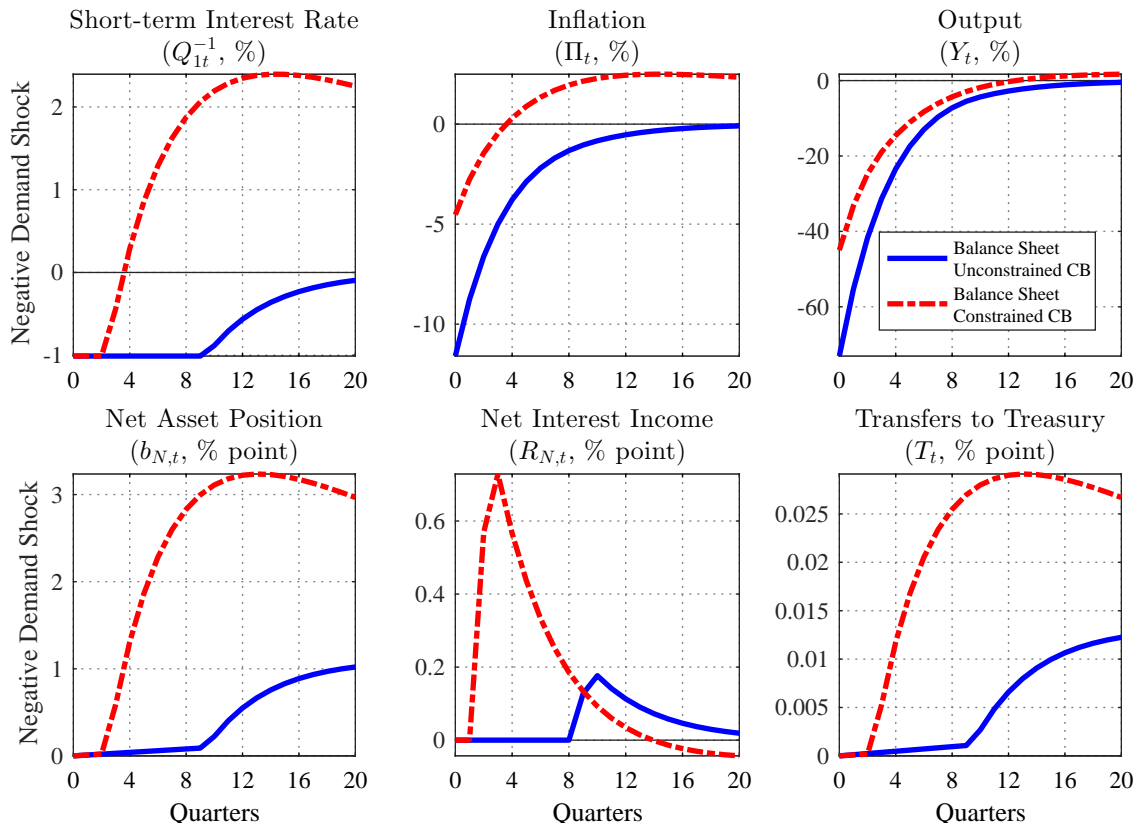 Short-term Interest Rate
(Q_{1t}^{-1}, %)
Inflation
(Π_t, %)
Output
(Y_t, %)
Negative Demand Shock
2
1
0
-1
0 4 8 12 16 20
0
-5
-10
0 4 8 12 16 20
0
-20
-40
-60
Balance Sheet
Unconstrained CB
Balance Sheet
Constrained CB
0 4 8 12 16 20
Net Asset Position
(b_{N,t}, % point)
Net Interest Income
(R_{N,t}, % point)
Transfers to Treasury
(T_t, % point)
Negative Demand Shock
3
2
1
0
0 4 8 12 16 20
Quarters
0.6
0.4
0.2
0
0 4 8 12 16 20
Quarters
0.025
0.02
0.015
0.01
0.005
0
0 4 8 12 16 20
Quarters